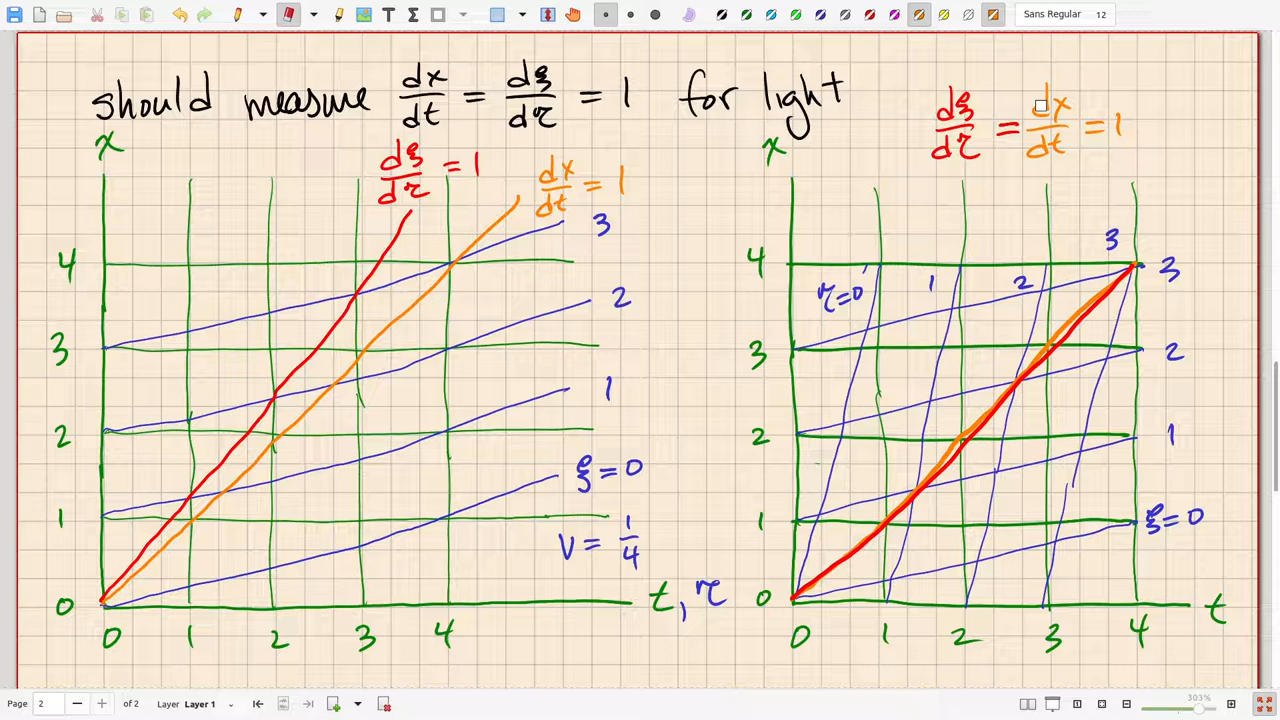 Sans Regular 12
should measure dx/dt = dξ/dτ = 1 for light
dξ/dτ = dx/dt = 1
x
dξ/dτ = 1
dx/dt = 1
3
4
2
3
1
2
ξ=0
1
V = 1/4
0
t, τ
0 1 2 3 4
x
3
4
3
τ=0 1 2
3
2
2
1
1
ξ=0
0
t
0 1 2 3 4
Page 2 of 2 Layer Layer 1
303%